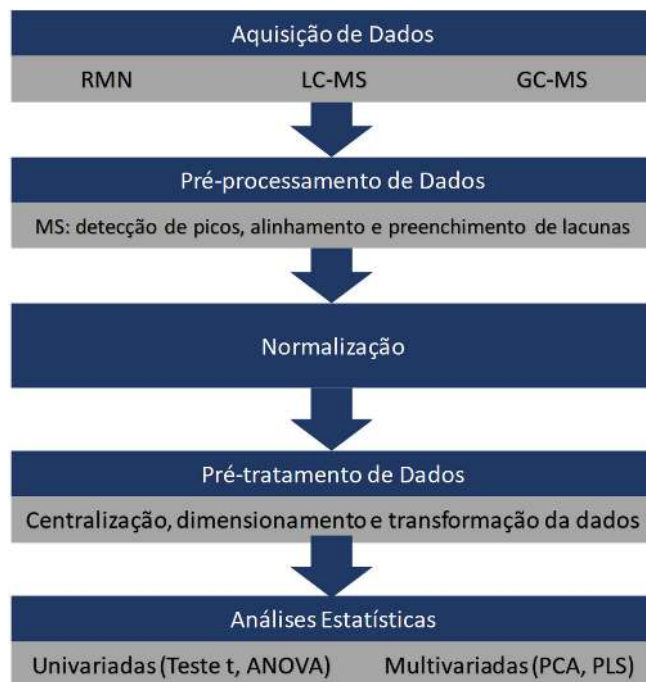 Aquisição de Dados
RMN LC-MS GC-MS
Pré-processamento de Dados
MS: detecção de picos, alinhamento e preenchimento de lacunas
Normalização
Pré-tratamento de Dados
Centralização, dimensionamento e transformação da dados
Análises Estatísticas
Univariadas (Teste t, ANOVA) Multivariadas (PCA, PLS)